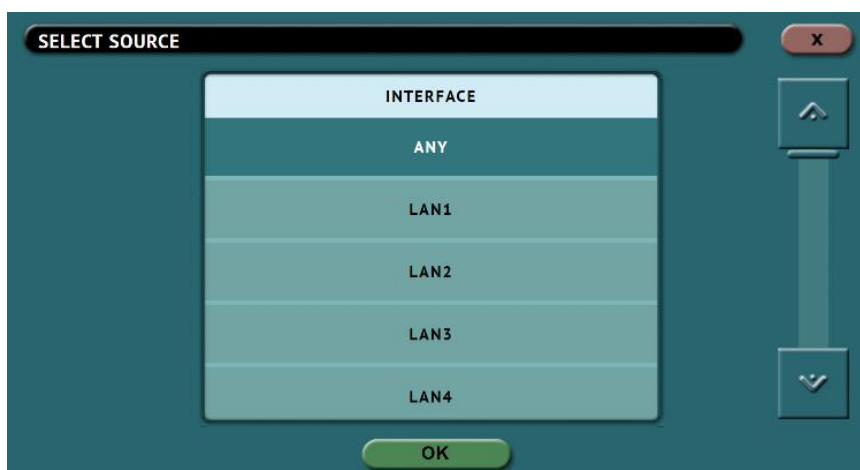 SELECT SOURCE
X
INTERFACE
ANY
LAN1
LAN2
LAN3
LAN4
OK